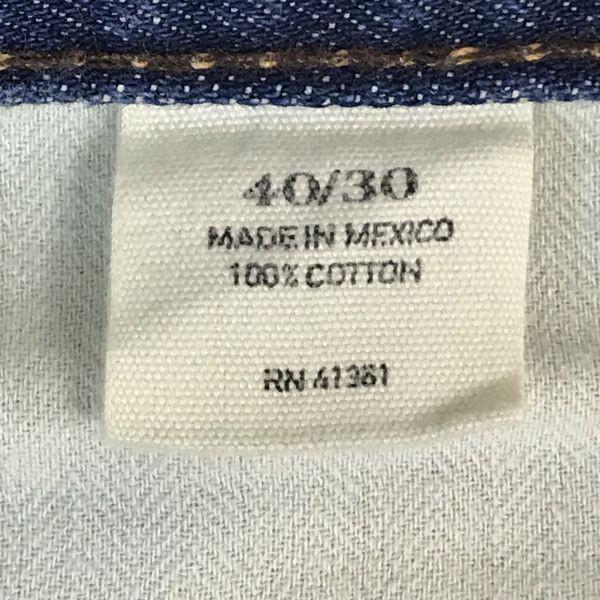 40/30
MADE IN MEXICO
100% COTTON
RN 41381